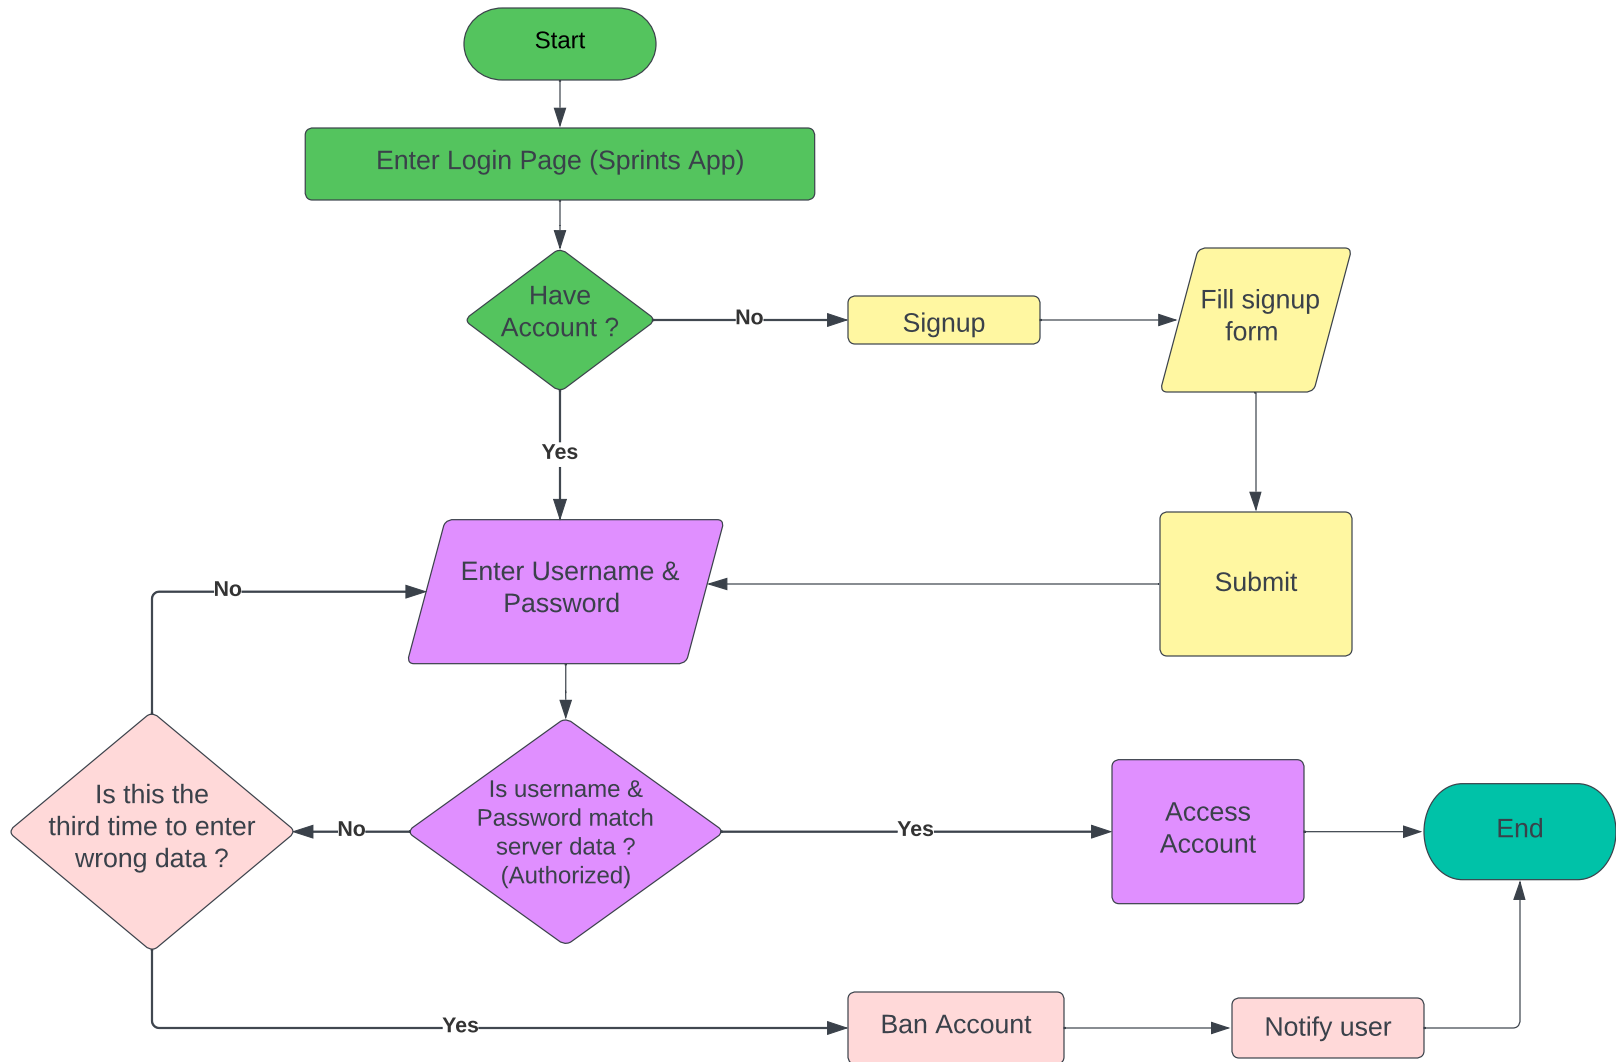 Start
Enter Login Page (Sprints App)
Have
Account ?
No
Signup
Fill signup
form
Yes
Enter Username &
Password
Submit
No
Is this the
third time to enter
wrong data ?
No
Is username &
Password match
server data ?
(Authorized)
Yes
Access
Account
End
Yes
Ban Account
Notify user